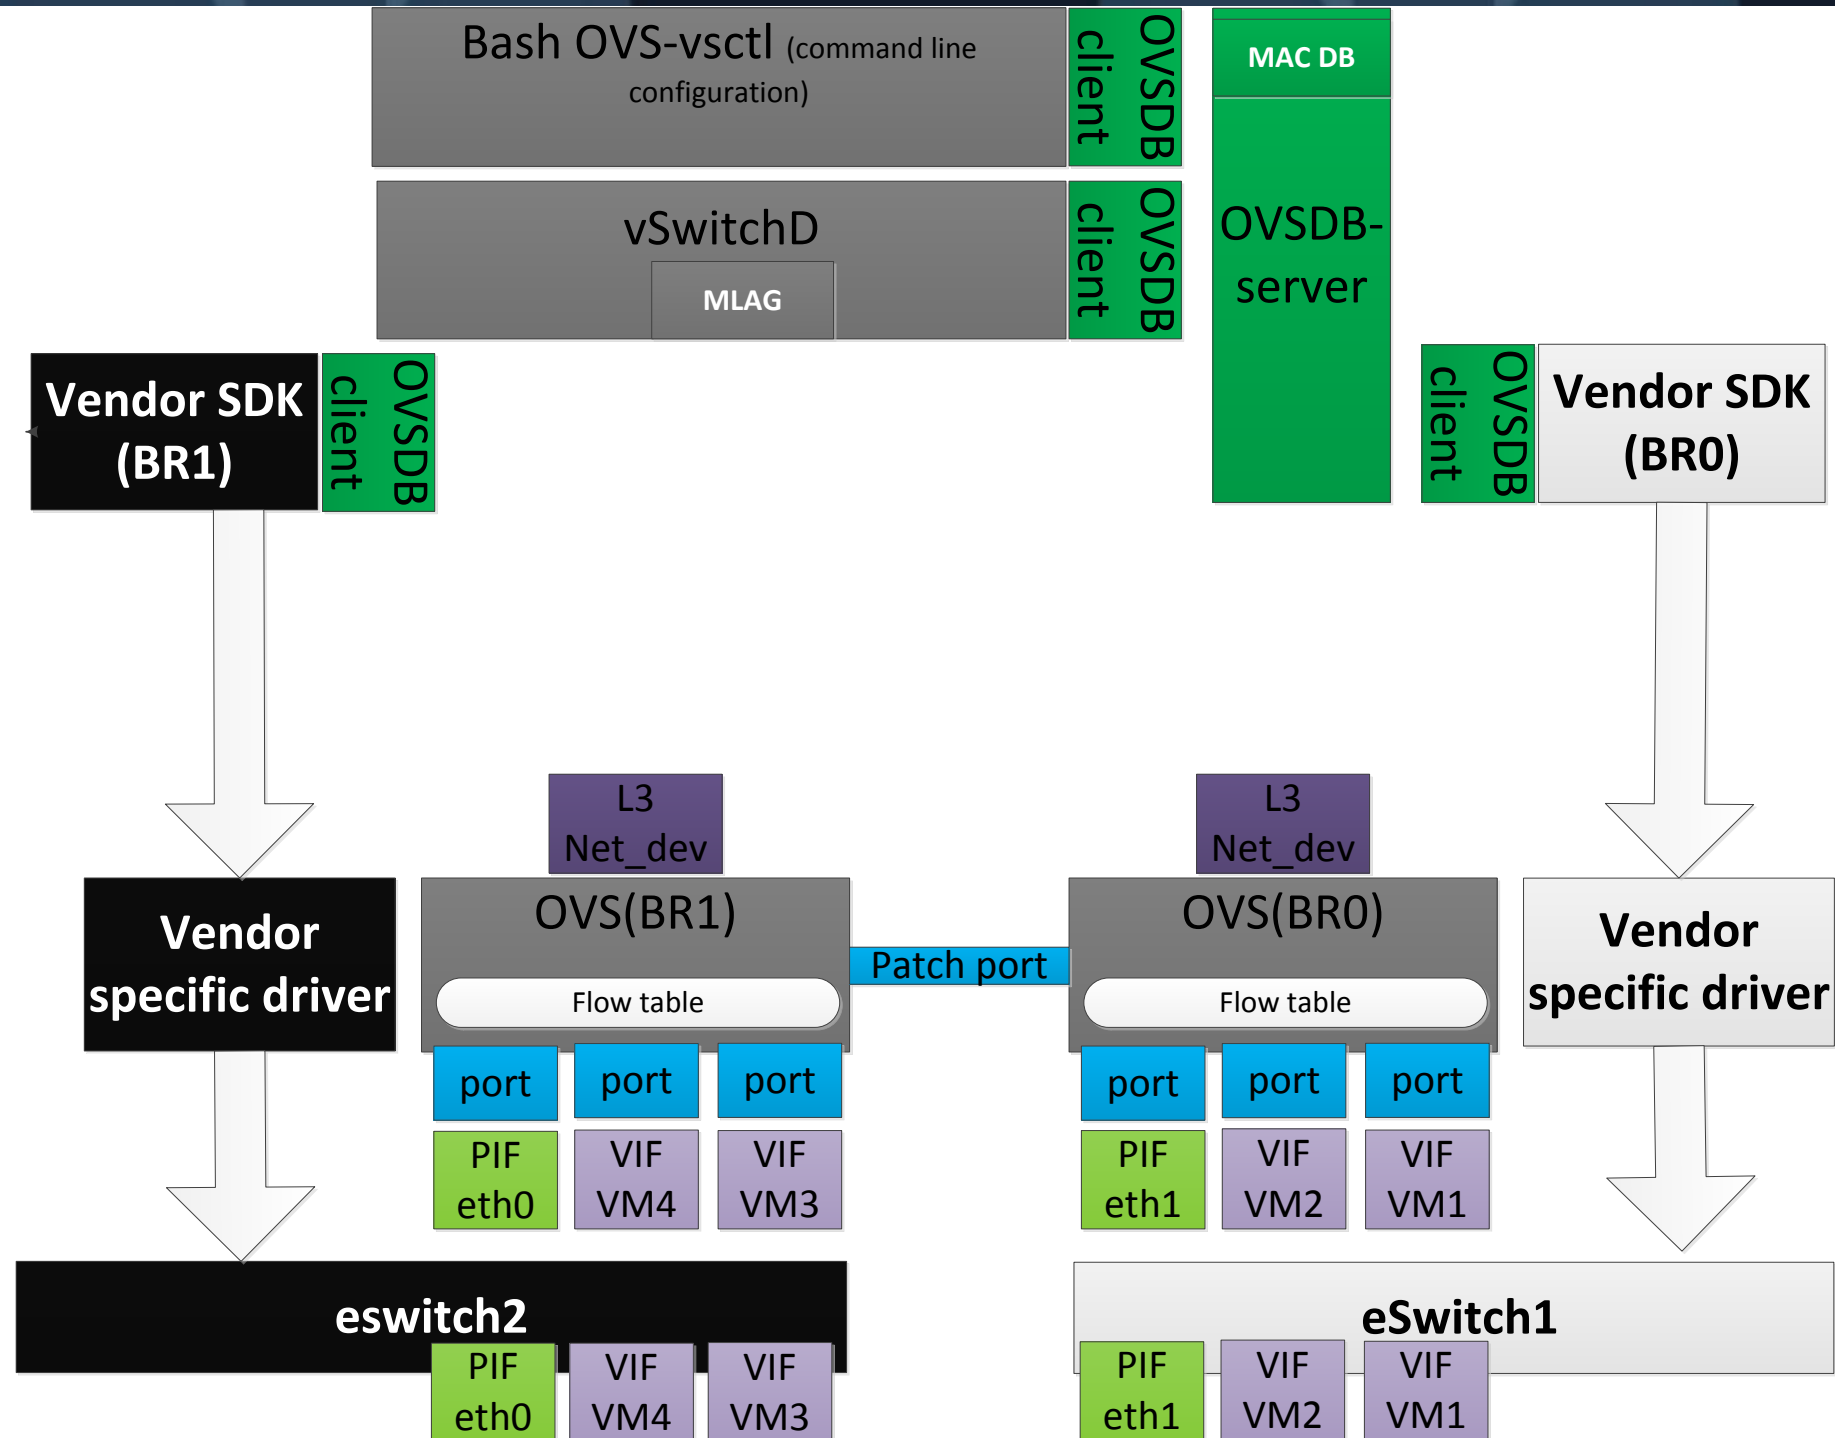 Bash OVS-vsctl (command line
configuration)
OVSDB
client
MAC DB
vSwitchD
MLAG
OVSDB
client
OVSDB-
server
Vendor SDK
(BR1)
OVSDB
client
OVSDB
client
Vendor SDK
(BR0)
L3
Net_dev
L3
Net_dev
Vendor
specific driver
OVS(BR1)
Flow table
Patch port
OVS(BR0)
Flow table
Vendor
specific driver
port
port
port
port
port
port
PIF
eth0
VIF
VM4
VIF
VM3
PIF
eth1
VIF
VM2
VIF
VM1
eswitch2
PIF
eth0
VIF
VM4
VIF
VM3
eSwitch1
PIF
eth1
VIF
VM2
VIF
VM1